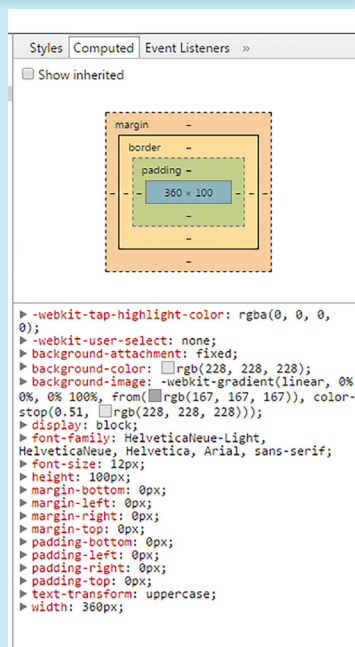 Styles Computed Event Listeners »
Show inherited
margin –
border –
padding –
– – – 360 × 100 – – –
–
–
–
-webkit-tap-highlight-color: rgba(0, 0, 0,
0);
-webkit-user-select: none;
background-attachment: fixed;
background-color: rgb(228, 228, 228);
background-image: -webkit-gradient(linear, 0%
0%, 0% 100%, from(rgb(167, 167, 167)), color-
stop(0.51, rgb(228, 228, 228)));
display: block;
font-family: HelveticaNeue-Light,
HelveticaNeue, Helvetica, Arial, sans-serif;
font-size: 12px;
height: 100px;
margin-bottom: 0px;
margin-left: 0px;
margin-right: 0px;
margin-top: 0px;
padding-bottom: 0px;
padding-left: 0px;
padding-right: 0px;
padding-top: 0px;
text-transform: uppercase;
width: 360px;